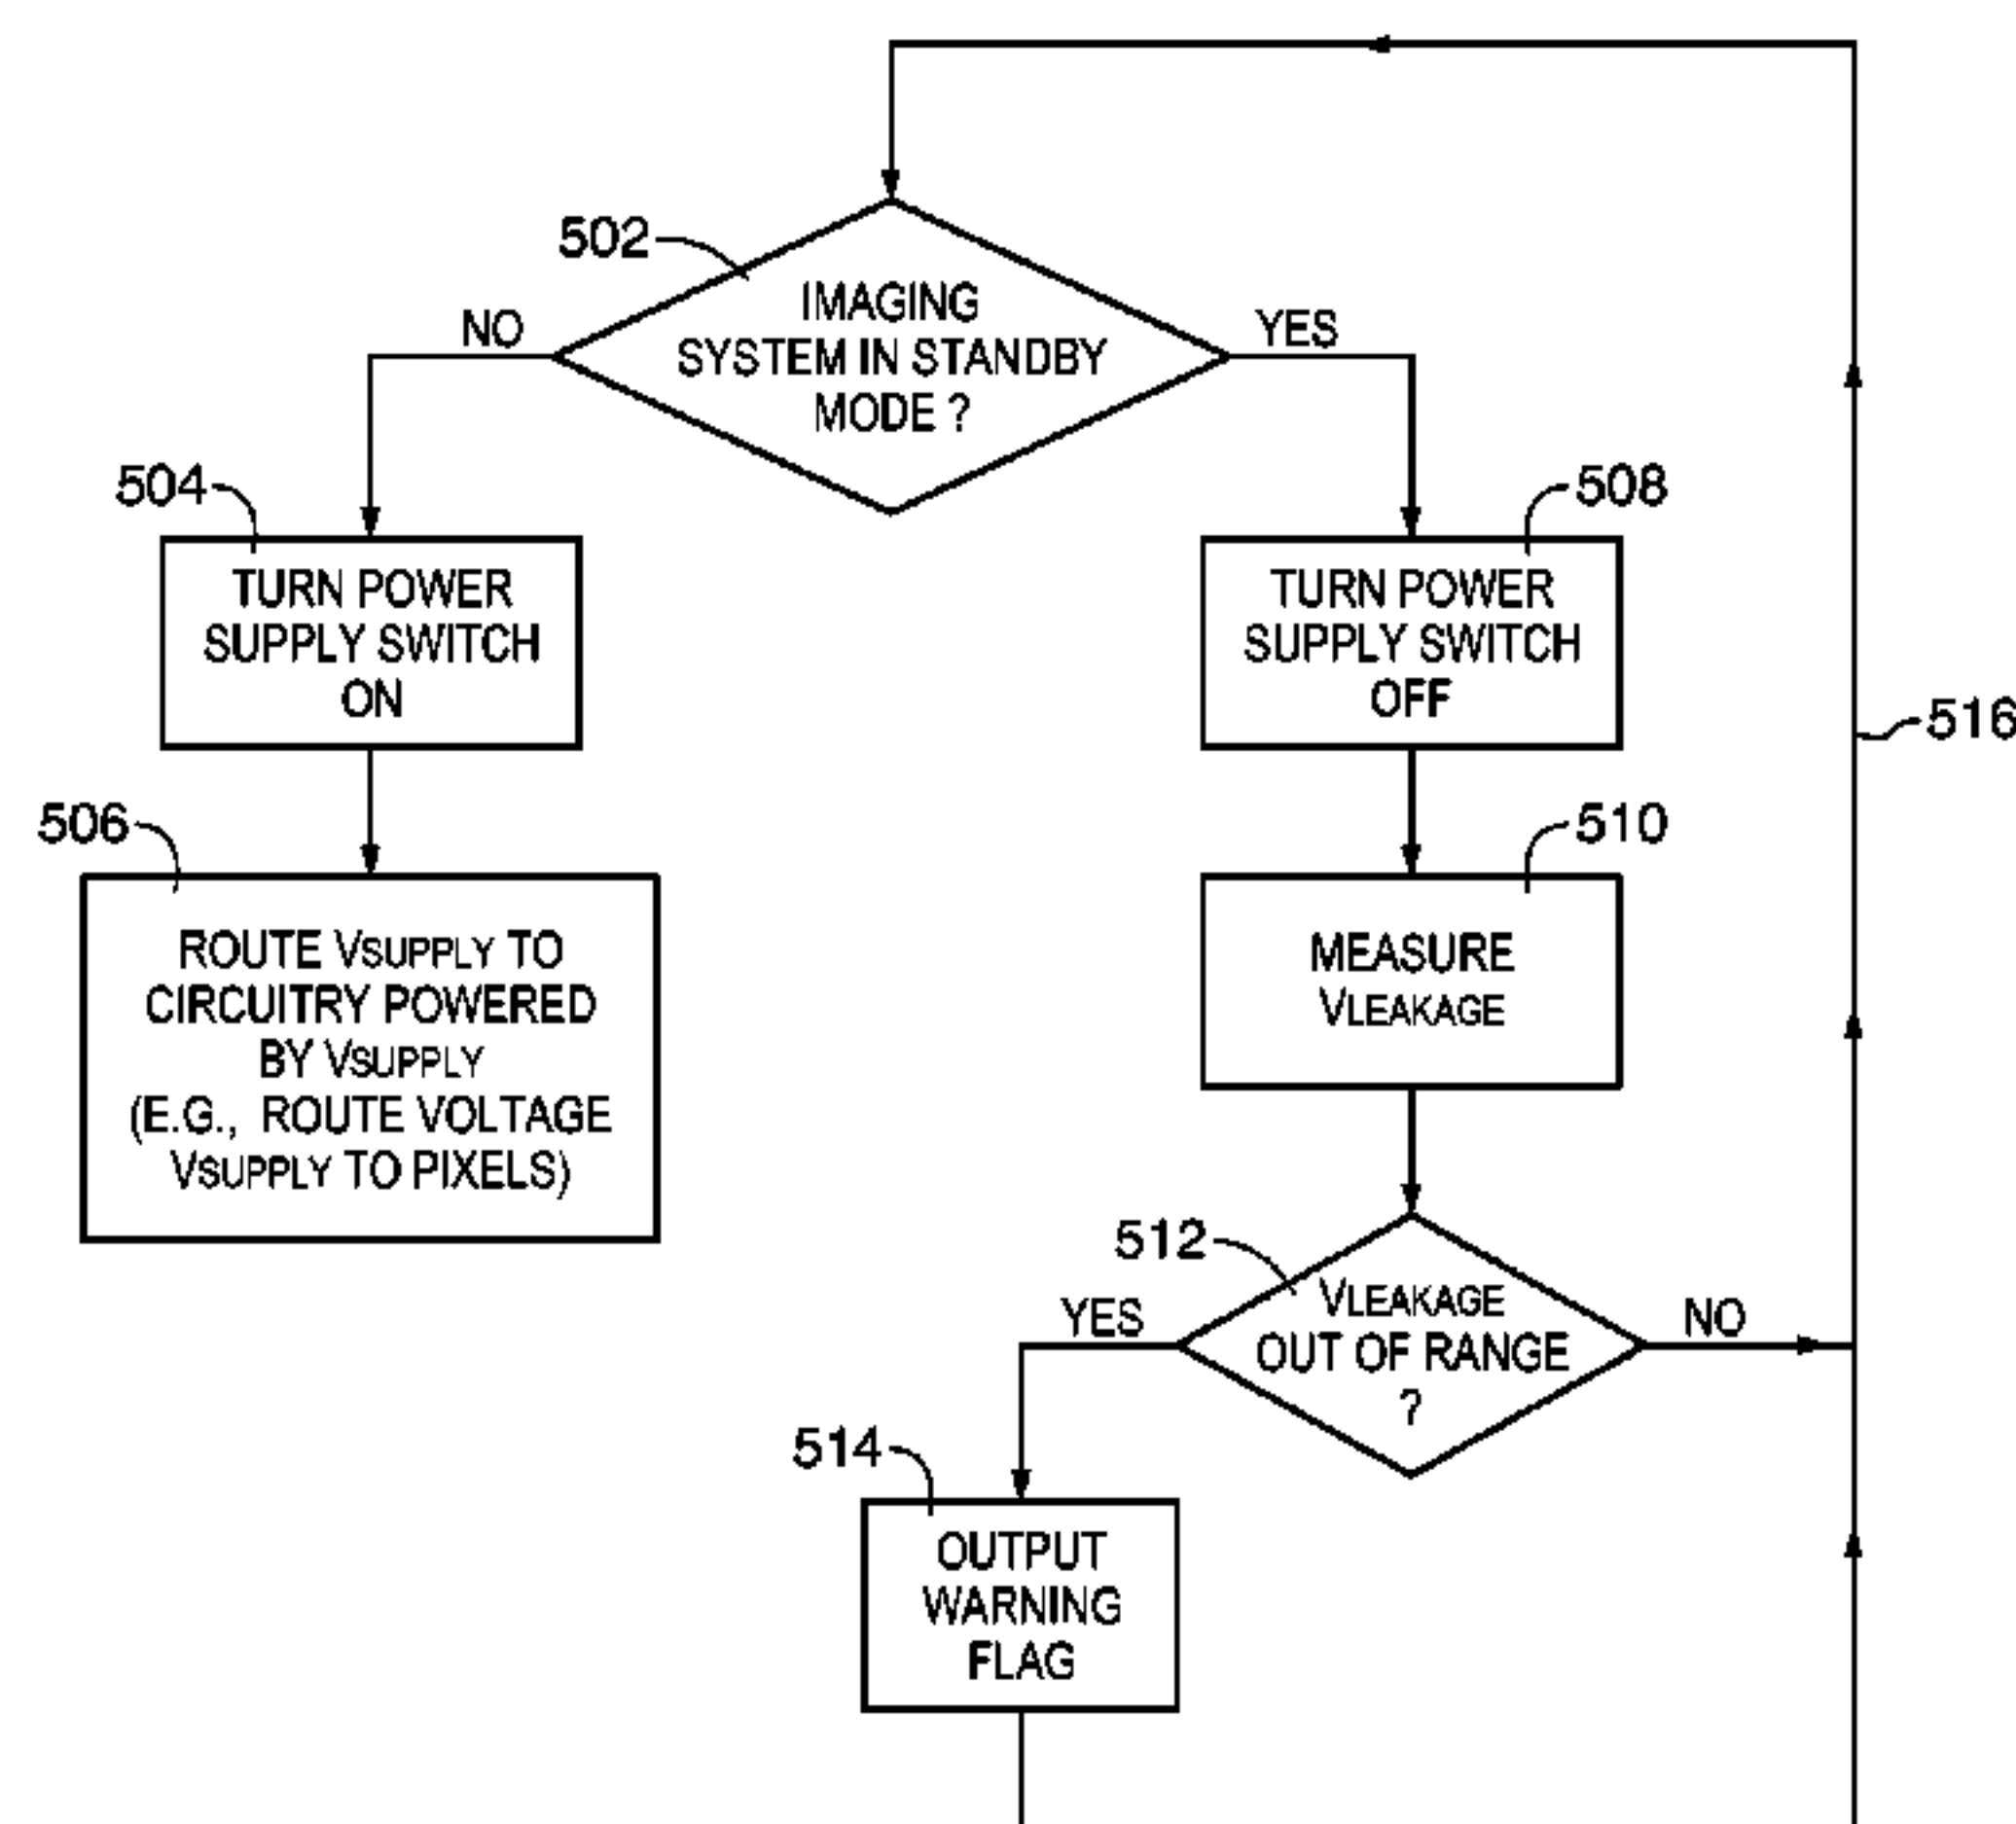 502
IMAGING
SYSTEM IN STANDBY
MODE ?
NO
YES
504
TURN POWER
SUPPLY SWITCH
ON
508
TURN POWER
SUPPLY SWITCH
OFF
516
506
ROUTE VSUPPLY TO
CIRCUITRY POWERED
BY VSUPPLY
(E.G., ROUTE VOLTAGE
VSUPPLY TO PIXELS)
510
MEASURE
VLEAKAGE
512
VLEAKAGE
OUT OF RANGE
?
YES
NO
514
OUTPUT
WARNING
FLAG